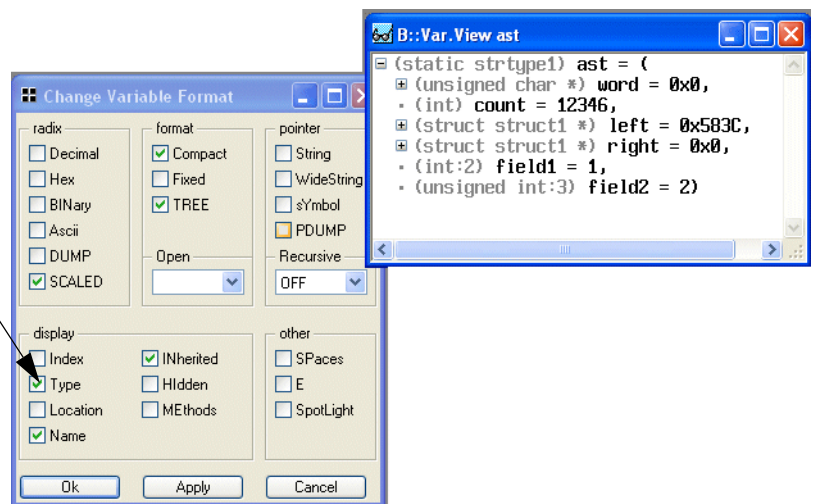 B::Var.View ast
(static strtype1) ast = (
(unsigned char *) word = 0x0,
(int) count = 12346,
(struct struct1 *) left = 0x583C,
(struct struct1 *) right = 0x0,
(int:2) field1 = 1,
(unsigned int:3) field2 = 2)
Change Variable Format
radix
Decimal
Hex
BINary
Ascii
DUMP
SCALED
format
Compact
Fixed
TREE
Open
pointer
String
WideString
sYmbol
PDUMP
Recursive
OFF
display
Index
Type
Location
Name
INherited
HIdden
MEthods
other
SPaces
E
SpotLight
Ok
Apply
Cancel